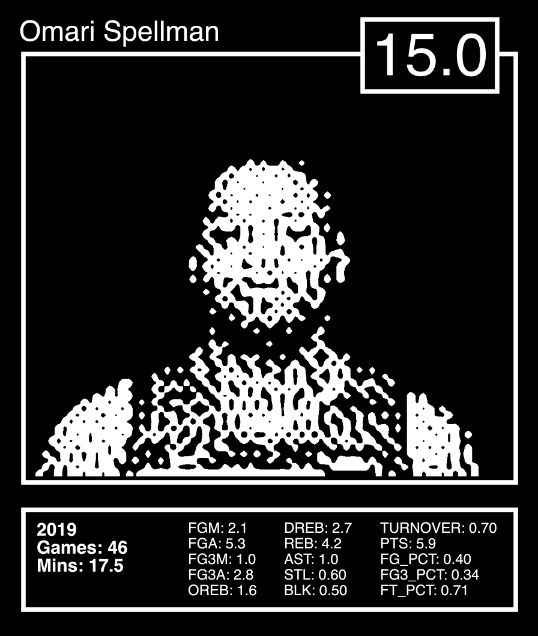 Omari Spellman
15.0
2019
Games: 46
Mins: 17.5
FGM: 2.1
FGA: 5.3
FG3M: 1.0
FG3A: 2.8
OREB: 1.6
DREB: 2.7
REB: 4.2
AST: 1.0
STL: 0.60
BLK: 0.50
TURNOVER: 0.70
PTS: 5.9
FG_PCT: 0.40
FG3_PCT: 0.34
FT_PCT: 0.71